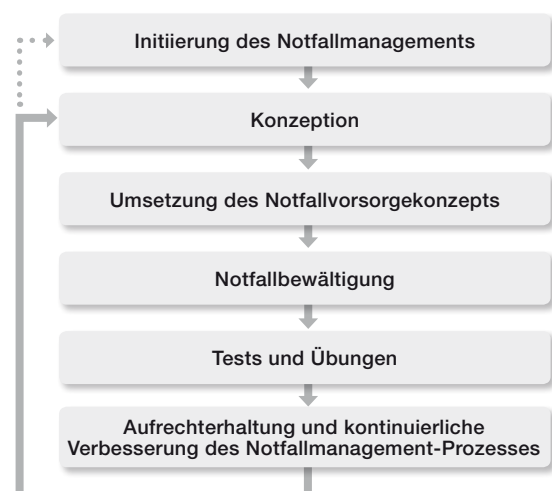 Initiierung des Notfallmanagements
Konzeption
Umsetzung des Notfallvorsorgekonzepts
Notfallbewältigung
Tests und Übungen
Aufrechterhaltung und kontinuierliche
Verbesserung des Notfallmanagement-Prozesses